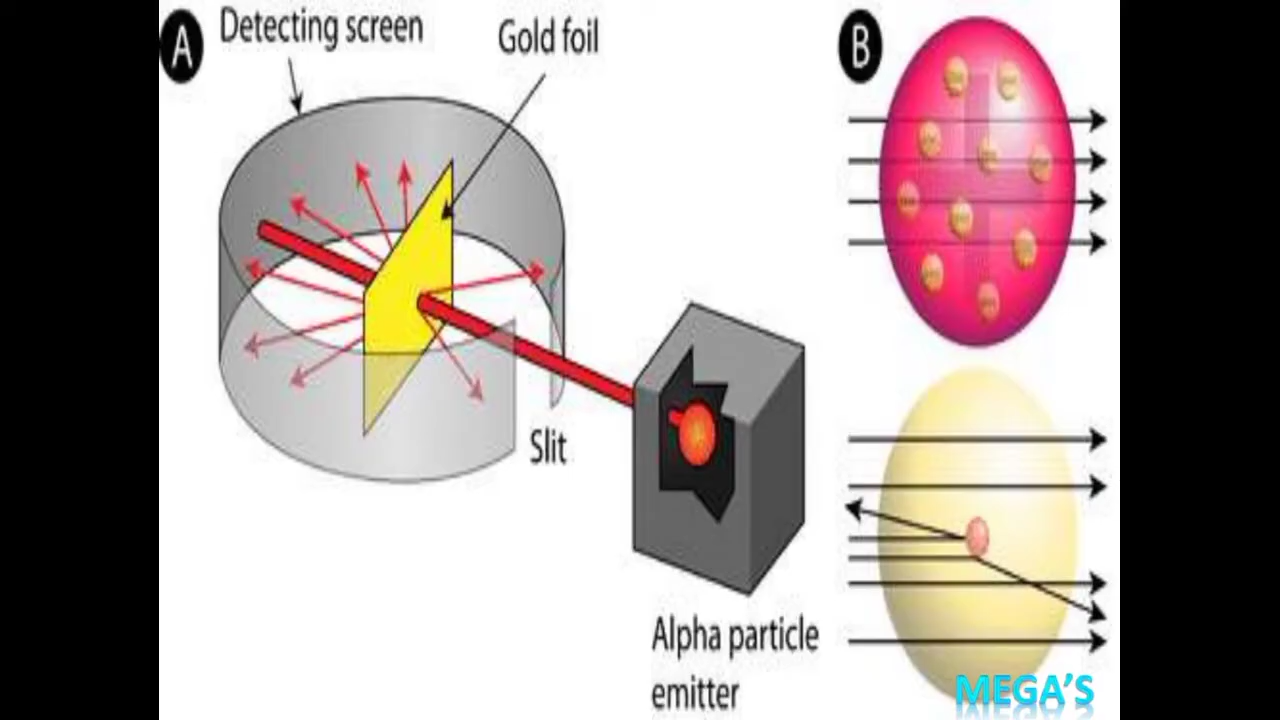 A
Detecting screen
Gold foil
B
Slit
Alpha particle
emitter
MEGA'S